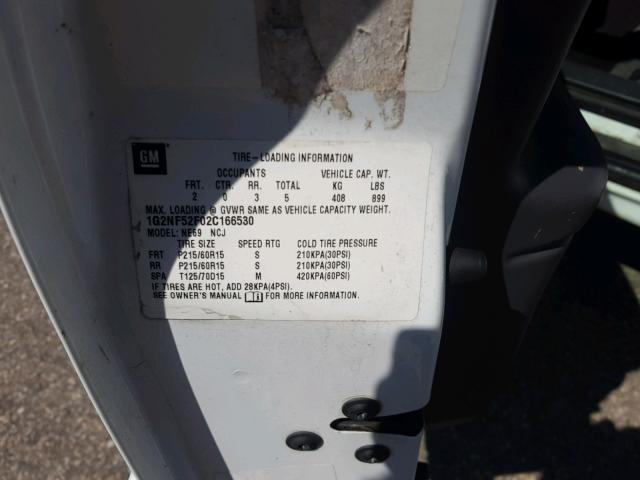 GM
TIRE-LOADING INFORMATION
OCCUPANTS VEHICLE CAP. WT.
FRT. CTR. RR. TOTAL KG LBS
2 0 3 5 408 899
MAX. LOADING @ GVWR SAME AS VEHICLE CAPACITY WEIGHT.
1G2NF52F02C166530
MODEL: NE69 NCJ
TIRE SIZE SPEED RTG COLD TIRE PRESSURE
FRT P215/60R15 S 210KPA(30PSI)
RR P215/60R15 S 210KPA(30PSI)
SPA T125/70D15 M 420KPA(60PSI)
IF TIRES ARE HOT, ADD 28KPA(4PSI).
SEE OWNER'S MANUAL i FOR MORE INFORMATION.